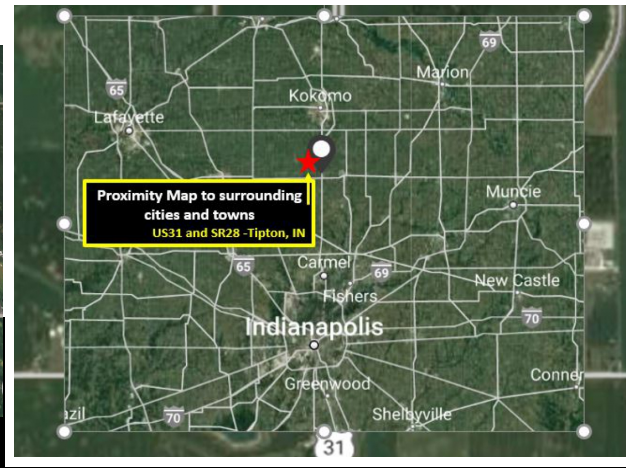 69
Marion
65
Kokomo
Lafayette
Proximity Map to surrounding
cities and towns
US31 and SR28 -Tipton, IN
Muncie
65
Carmel
69
Fishers
New Castle
70
Indianapolis
Greenwood
Conner
zil
70
Shelbyville
31